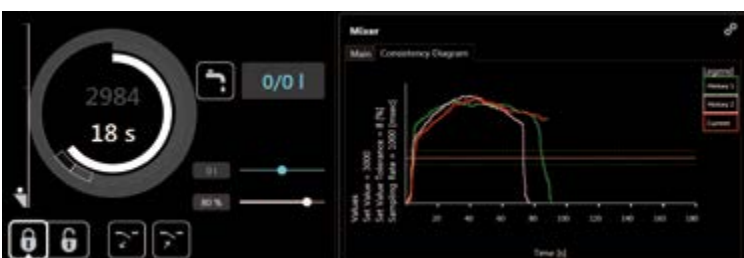 2984
18 s
0/0 l
0 l
80 %
Mixer
Main
Consistency Diagram
[Legend]
History 1
History 2
Current
Values
Set Value = 3000
Set Value Tolerance = 8 [%]
Sampling Rate = 1000 [msec]
20 40 60 80 100 120 140 160 180
Time [s]